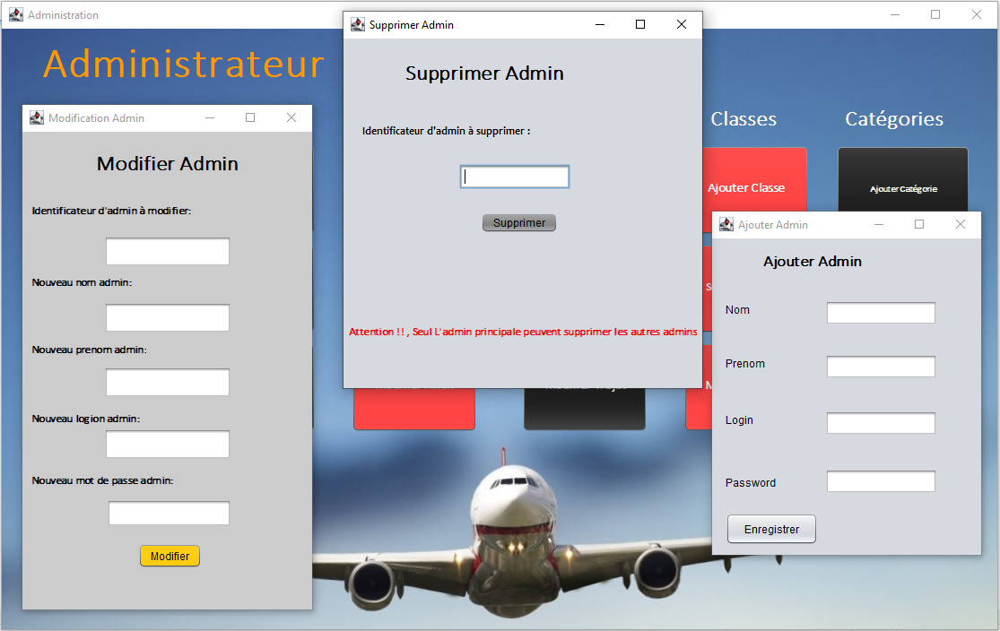 Administration
Administrateur
Classes
Catégories
Ajouter Classe
Ajouter Catégorie
Supprimer Admin
Supprimer Admin
Identificateur d'admin à supprimer :
Supprimer
Attention !! , Seul L'admin principale peuvent supprimer les autres admins
Modification Admin
Modifier Admin
Identificateur d'admin à modifier:
Nouveau nom admin:
Nouveau prenom admin:
Nouveau logion admin:
Nouveau mot de passe admin:
Modifier
Ajouter Admin
Ajouter Admin
Nom
Prenom
Login
Password
Enregistrer